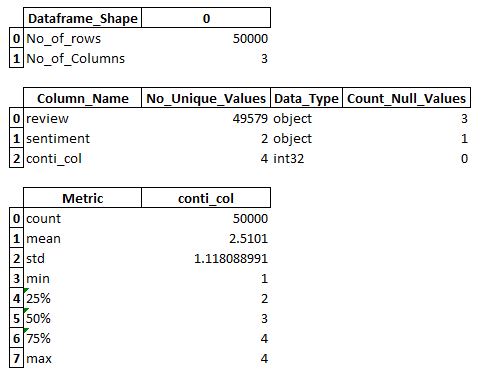 Dataframe_Shape 0
0 No_of_rows 50000
1 No_of_Columns 3
Column_Name No_Unique_Values Data_Type Count_Null_Values
0 review 49579 object 3
1 sentiment 2 object 1
2 conti_col 4 int32 0
Metric conti_col
0 count 50000
1 mean 2.5101
2 std 1.118088991
3 min 1
4 25% 2
5 50% 3
6 75% 4
7 max 4